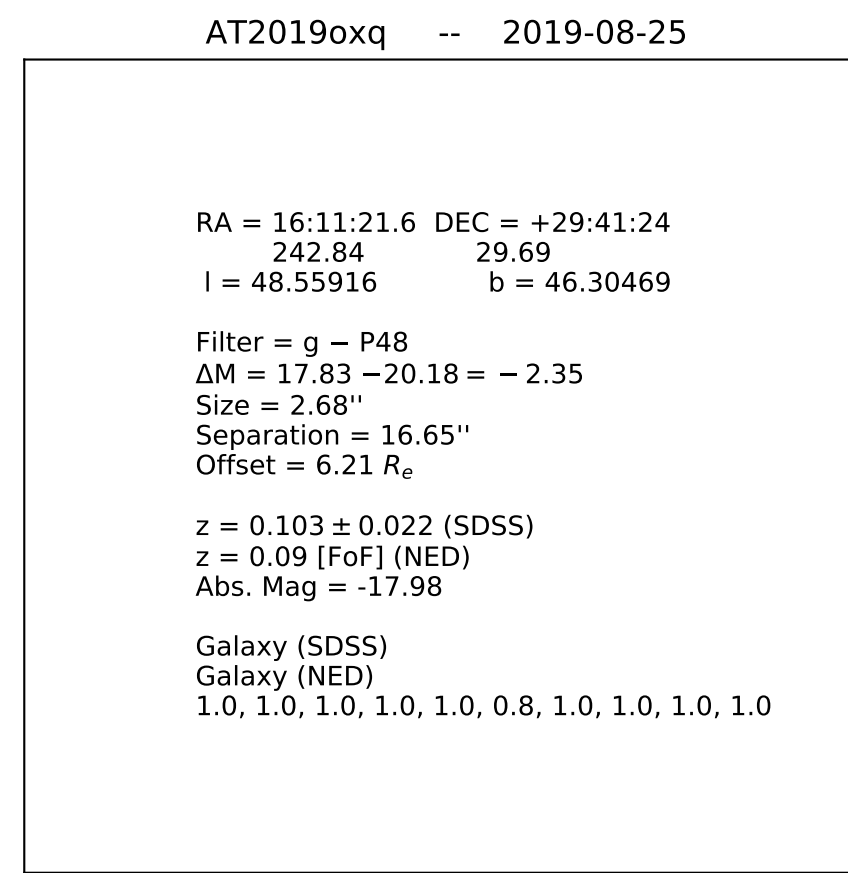 AT2019oxq -- 2019-08-25
RA = 16:11:21.6 DEC = +29:41:24
242.84 29.69
l = 48.55916 b = 46.30469
Filter = g − P48
ΔM = 17.83 −20.18 = − 2.35
Size = 2.68''
Separation = 16.65''
Offset = 6.21 Re
z = 0.103 ± 0.022 (SDSS)
z = 0.09 [FoF] (NED)
Abs. Mag = -17.98
Galaxy (SDSS)
Galaxy (NED)
1.0, 1.0, 1.0, 1.0, 1.0, 0.8, 1.0, 1.0, 1.0, 1.0